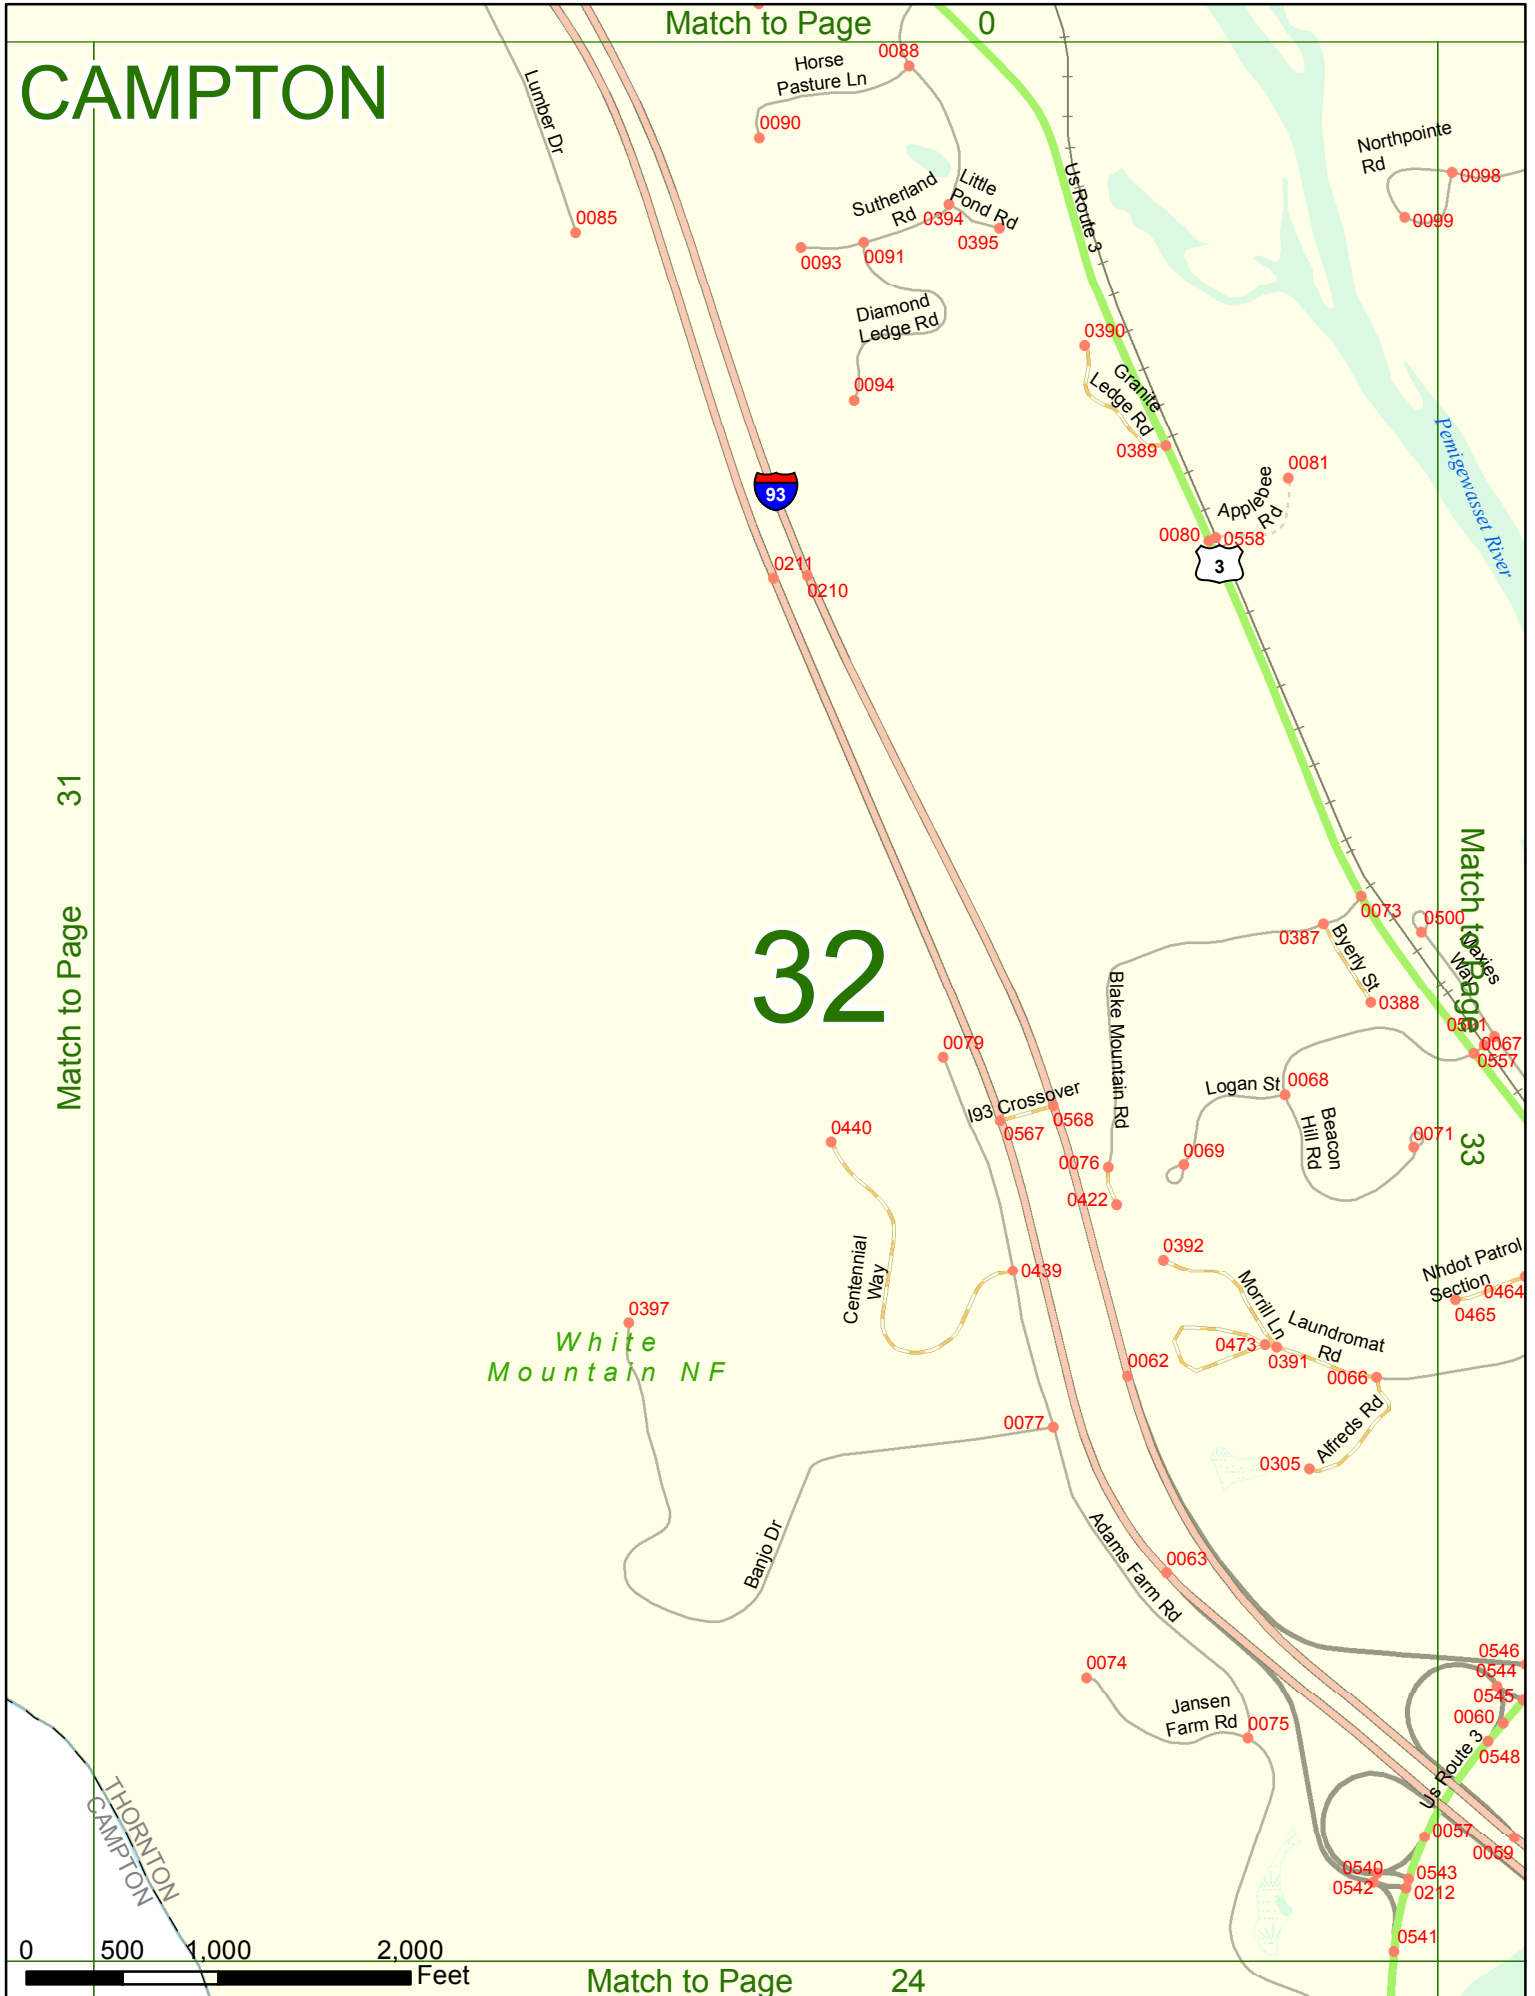 Match to Page 0
CAMPTON
Lumber Dr
0085
Horse
Pasture Ln
0088
0090
Sutherland
Rd
Little
Pond Rd
0394
0395
0093
0091
Diamond
Ledge Rd
0094
Us Route 3
Northpointe
Rd
0098
0099
0390
Granite
Ledge Rd
0389
Pemigewasset River
0081
Applebee
Rd
0080
0558
3
93
0211
0210
Match to Page 31
32
Match to Page 33
0073
0500
0387
Byerly St
Maxies
Way
0388
Blake Mountain Rd
0501
0067
0557
0079
I93 Crossover
0568
0567
Logan St
0068
Beacon
Hill Rd
0071
0440
0076
0069
0422
Centennial
Way
0439
0392
Nhdot Patrol
Section
0464
0465
Morrill Ln
Laundromat
Rd
0473
0391
0066
0397
White
Mountain NF
0062
0077
Alfreds Rd
0305
Banjo Dr
Adams Farm Rd
0063
0074
Jansen
Farm Rd
0075
0546
0544
0545
0060
0548
Us Route 3
0057
0059
0540
0543
0542
0212
0541
THORNTON
CAMPTON
0 500 1,000 2,000
Feet
Match to Page 24